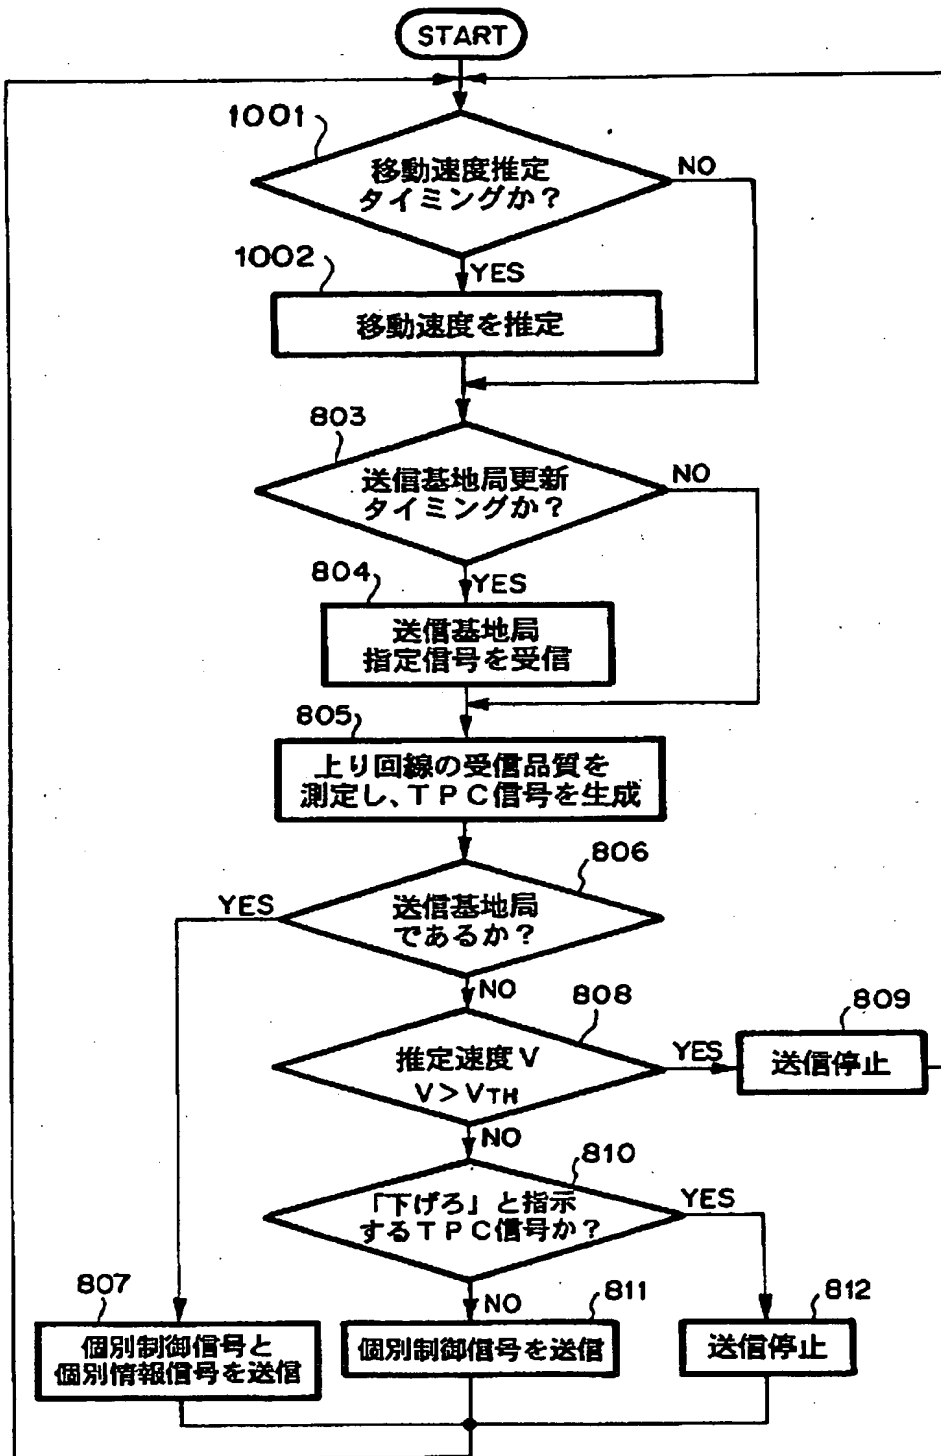 START
1001
移動速度推定
タイミングか?
NO
1002
YES
移動速度を推定
803
送信基地局更新
タイミングか?
NO
804
YES
送信基地局
指定信号を受信
805
上り回線の受信品質を
測定し、TPC信号を生成
806
YES
送信基地局
であるか?
NO
808
809
推定速度V
V>VTH
YES
送信停止
NO
810
「下げろ」と指示
するTPC信号か?
YES
807
NO
811
812
個別制御信号と
個別情報信号を送信
個別制御信号を送信
送信停止